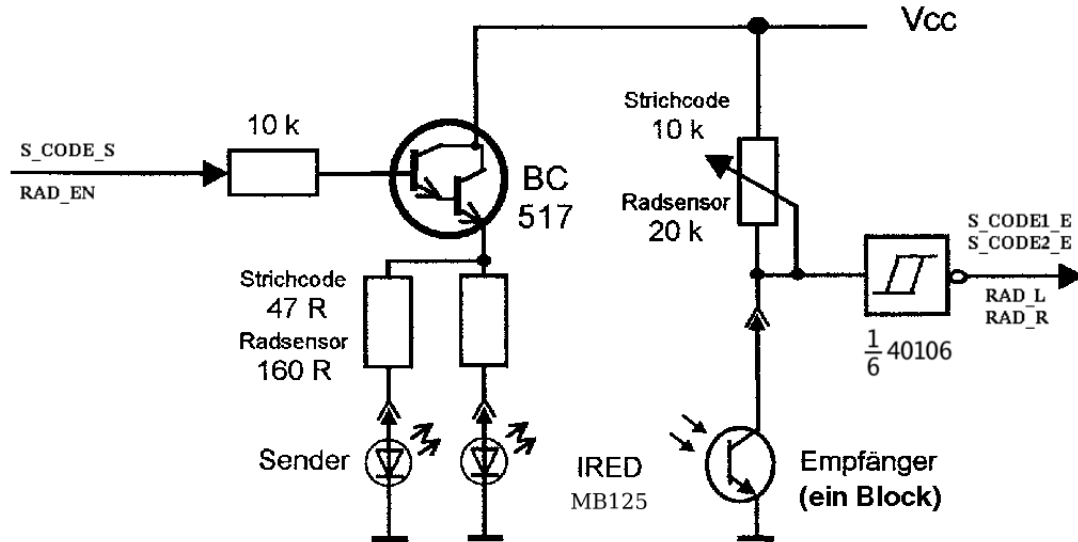 Vcc
Strichcode
10 k
10 k
S_CODE_S
RAD_EN
BC
517
Radsensor
20 k
S_CODE1_E
S_CODE2_E
RAD_L
RAD_R
1/6 40106
Strichcode
47 R
Radsensor
160 R
Sender
IRED
MB125
Empfänger
(ein Block)